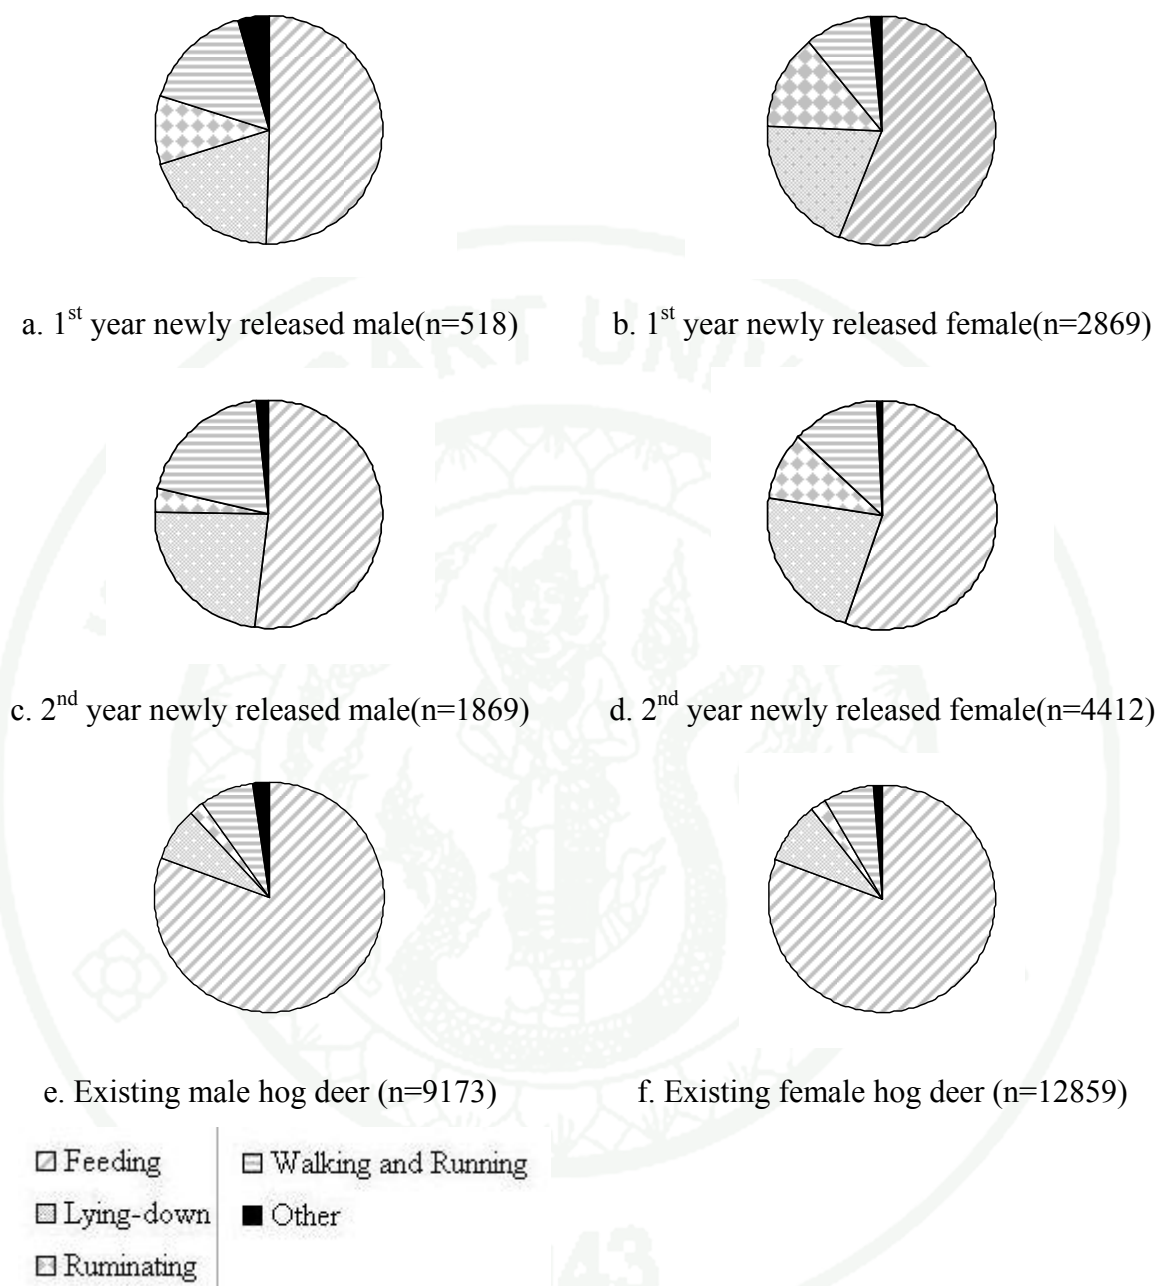 a. 1st year newly released male(n=518)
b. 1st year newly released female(n=2869)
c. 2nd year newly released male(n=1869)
d. 2nd year newly released female(n=4412)
e. Existing male hog deer (n=9173)
f. Existing female hog deer (n=12859)
Feeding
Lying-down
Ruminating
Walking and Running
Other
43